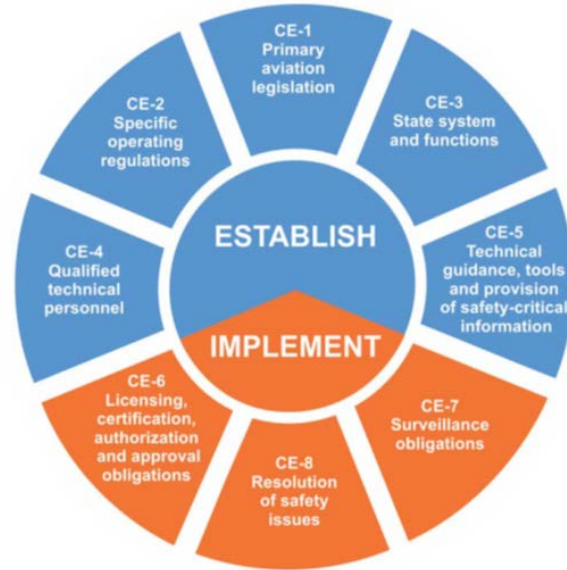 CE-1
Primary
aviation
legislation
CE-2
Specific
operating
regulations
CE-3
State system
and functions
ESTABLISH
CE-4
Qualified
technical
personnel
CE-5
Technical
guidance, tools
and provision
of safety-critical
information
IMPLEMENT
CE-6
Licensing,
certification,
authorization
and approval
obligations
CE-7
Surveillance
obligations
CE-8
Resolution
of safety
issues